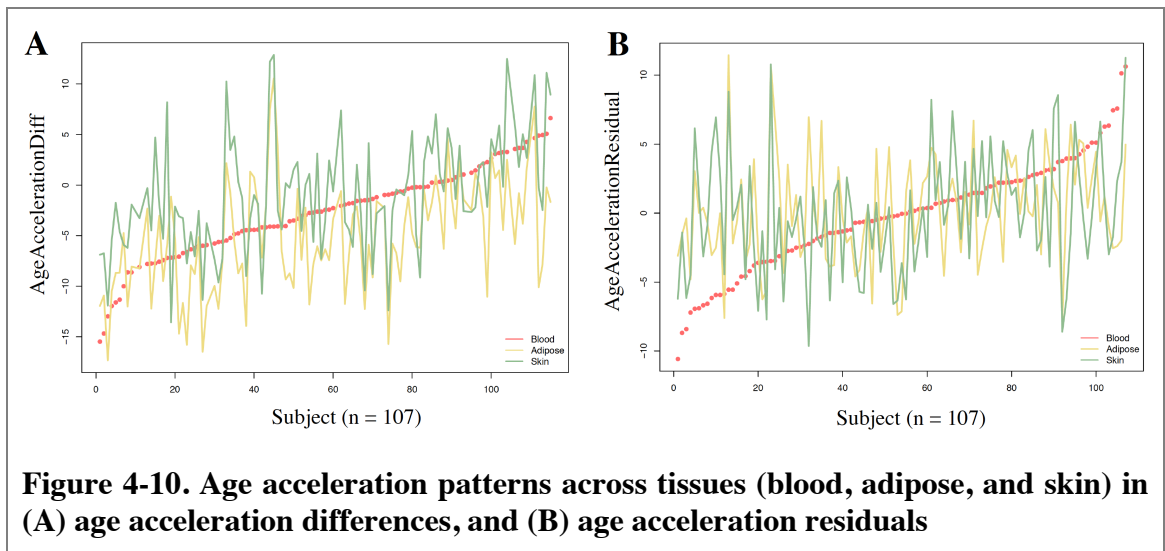 A
B
AgeAccelerationDiff
10
5
0
-5
-10
-15
0 20 40 60 80 100
Subject (n = 107)
Blood
Adipose
Skin
AgeAccelerationResidual
10
5
0
-5
-10
0 20 40 60 80 100
Subject (n = 107)
Blood
Adipose
Skin
Figure 4-10. Age acceleration patterns across tissues (blood, adipose, and skin) in
(A) age acceleration differences, and (B) age acceleration residuals